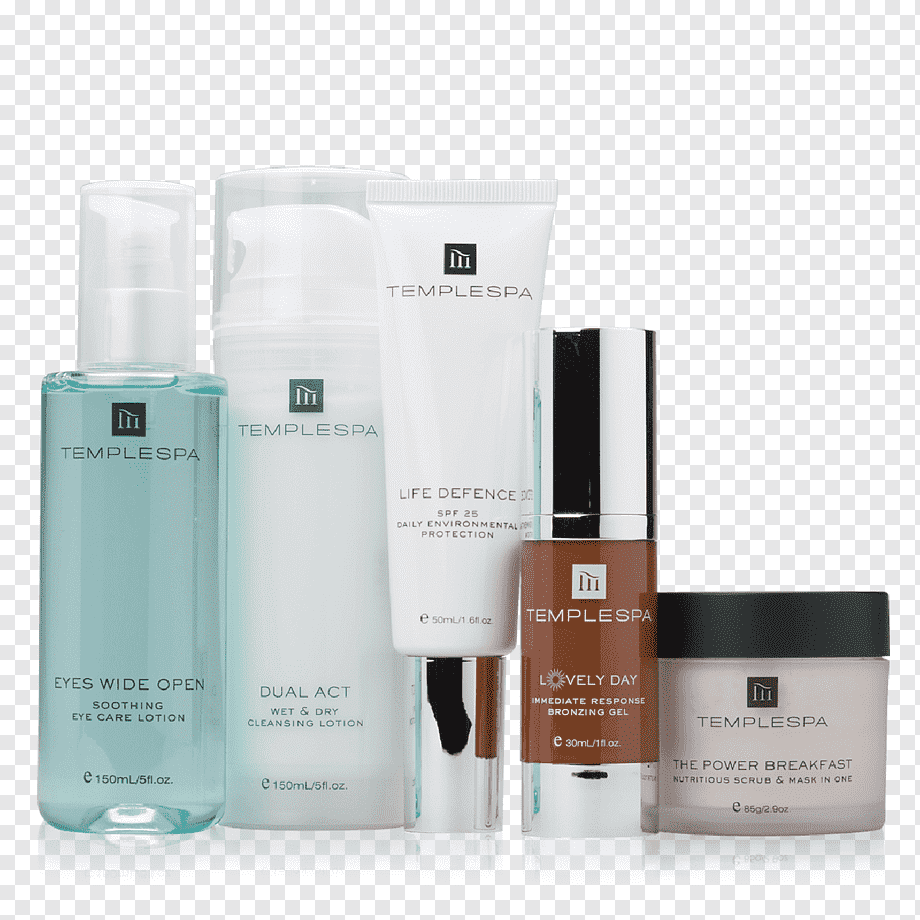 TEMPLESPA
EYES WIDE OPEN
SOOTHING
EYE CARE LOTION
e 150mL/5fl.oz.
TEMPLESPA
DUAL ACT
WET & DRY
CLEANSING LOTION
e 150mL/5fl.oz.
TEMPLESPA
LIFE DEFENCE
SPF 25
DAILY ENVIRONMENTAL
PROTECTION
e 50mL/1.6fl.oz.
TEMPLESPA
LOVELY DAY
IMMEDIATE RESPONSE
BRONZING GEL
e 30mL/1fl.oz.
TEMPLESPA
THE POWER BREAKFAST
NUTRITIOUS SCRUB & MASK IN ONE
e 85g/2.9oz